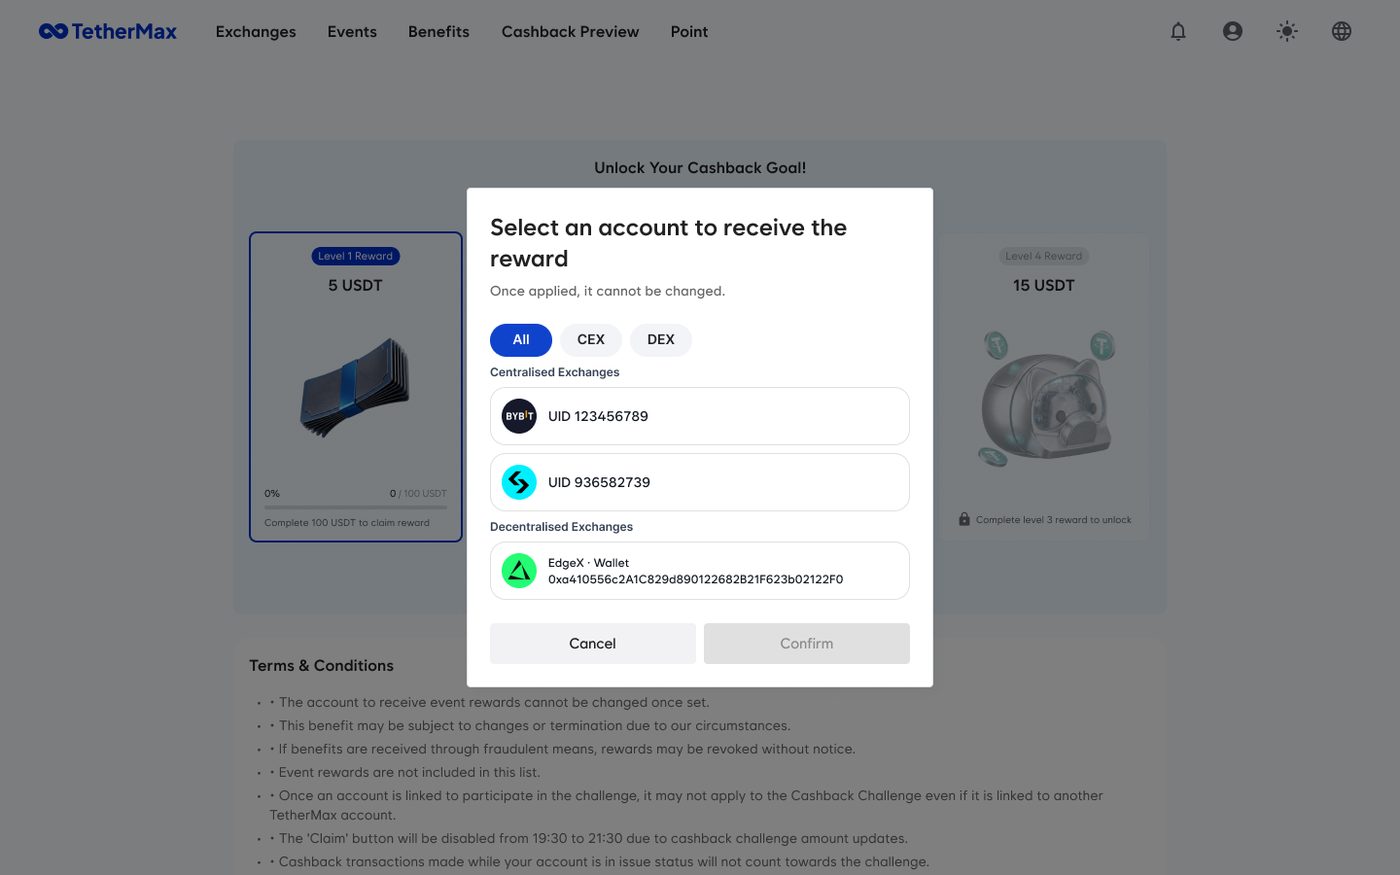 TetherMax
Exchanges
Events
Benefits
Cashback Preview
Point
Unlock Your Cashback Goal!
Level 1 Reward
5 USDT
0%
0 / 100 USDT
Complete 100 USDT to claim reward
Level 4 Reward
15 USDT
Complete level 3 reward to unlock
Select an account to receive the
reward
Once applied, it cannot be changed.
All
CEX
DEX
Centralised Exchanges
BYBIT
UID 123456789
UID 936582739
Decentralised Exchanges
EdgeX · Wallet
0xa410556c2A1C829d890122682B21F623b02122F0
Cancel
Confirm
Terms & Conditions
• • The account to receive event rewards cannot be changed once set.
• • This benefit may be subject to changes or termination due to our circumstances.
• • If benefits are received through fraudulent means, rewards may be revoked without notice.
• • Event rewards are not included in this list.
• • Once an account is linked to participate in the challenge, it may not apply to the Cashback Challenge even if it is linked to another
TetherMax account.
• • The 'Claim' button will be disabled from 19:30 to 21:30 due to cashback challenge amount updates.
• • Cashback transactions made while your account is in issue status will not count towards the challenge.